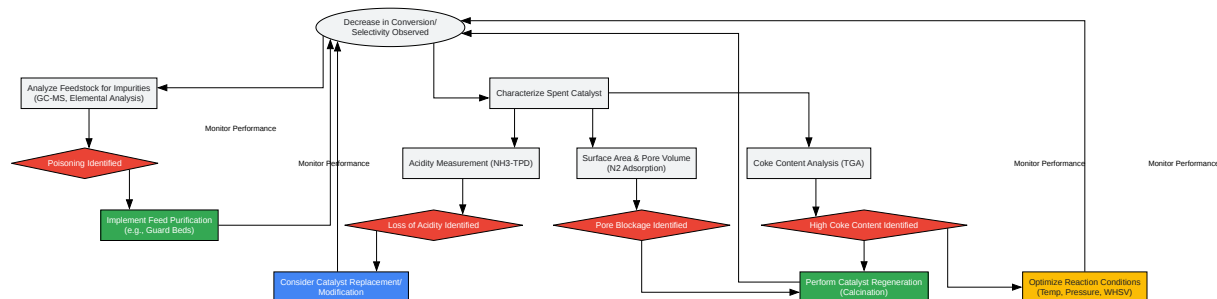 Decrease in Conversion/
Selectivity Observed
Analyze Feedstock for Impurities
(GC-MS, Elemental Analysis)
Characterize Spent Catalyst
Monitor Performance
Poisoning Identified
Monitor Performance
Acidity Measurement (NH3-TPD)
Surface Area & Pore Volume
(N2 Adsorption)
Coke Content Analysis (TGA)
Monitor Performance
Monitor Performance
Implement Feed Purification
(e.g., Guard Beds)
Loss of Acidity Identified
Pore Blockage Identified
High Coke Content Identified
Consider Catalyst Replacement/
Modification
Perform Catalyst Regeneration
(Calcination)
Optimize Reaction Conditions
(Temp, Pressure, WHSV)